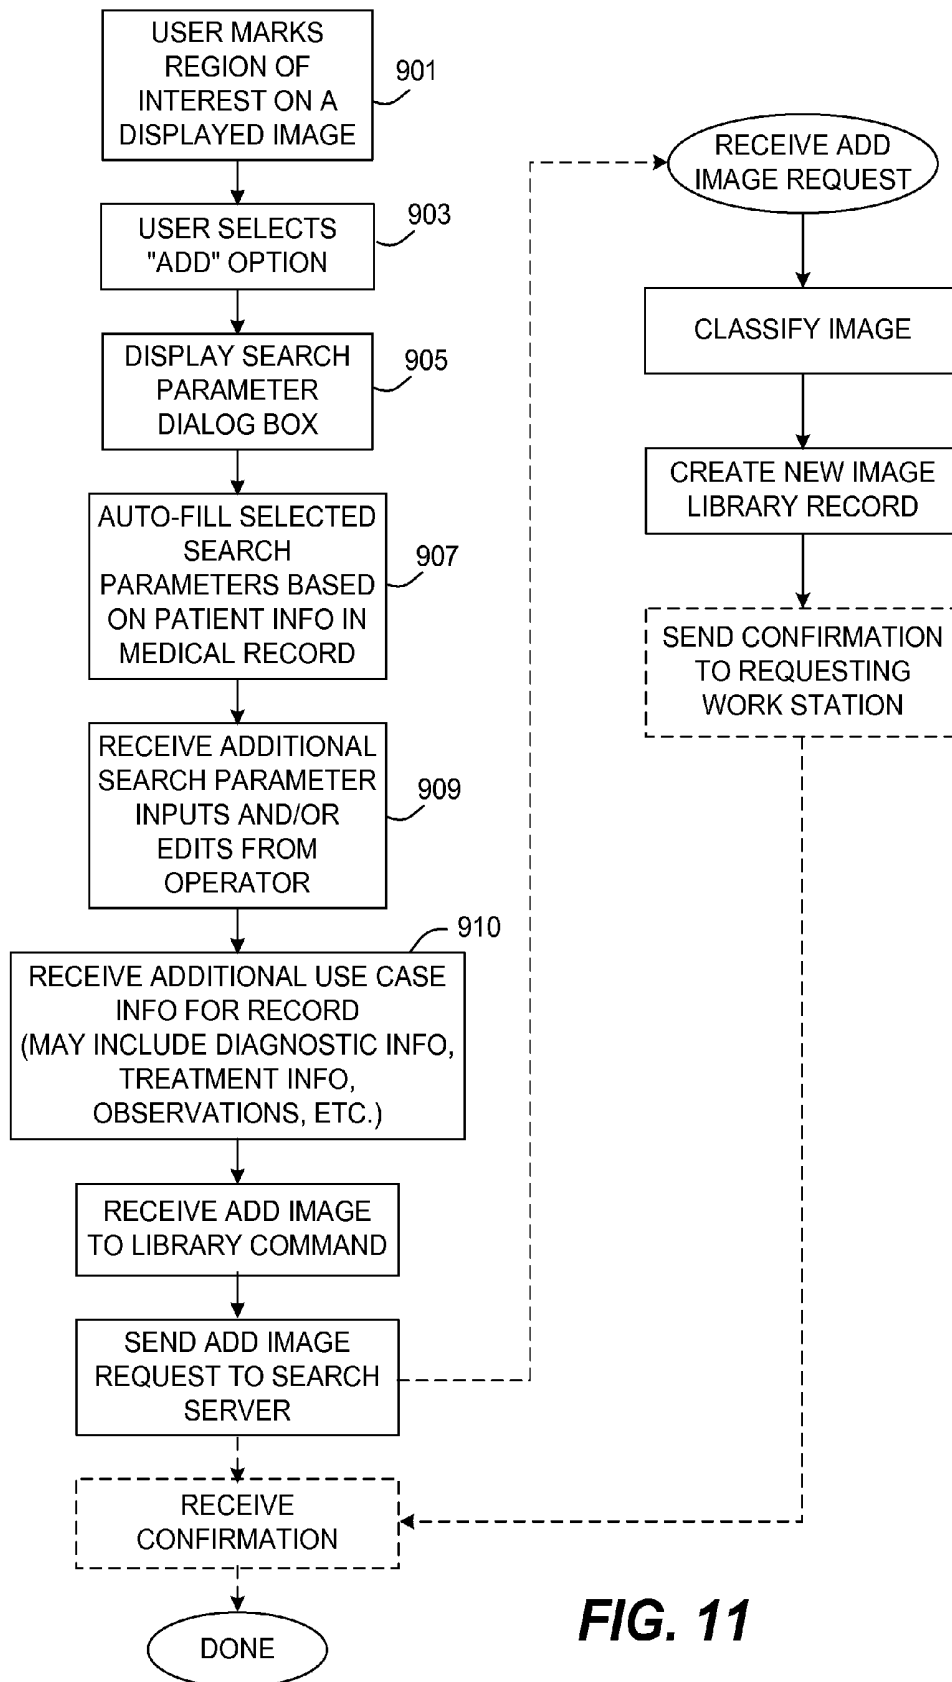 USER MARKS
REGION OF
INTEREST ON A
DISPLAYED IMAGE
901
USER SELECTS
"ADD" OPTION
903
DISPLAY SEARCH
PARAMETER
DIALOG BOX
905
AUTO-FILL SELECTED
SEARCH
PARAMETERS BASED
ON PATIENT INFO IN
MEDICAL RECORD
907
RECEIVE ADDITIONAL
SEARCH PARAMETER
INPUTS AND/OR
EDITS FROM
OPERATOR
909
910
RECEIVE ADDITIONAL USE CASE
INFO FOR RECORD
(MAY INCLUDE DIAGNOSTIC INFO,
TREATMENT INFO,
OBSERVATIONS, ETC.)
RECEIVE ADD IMAGE
TO LIBRARY COMMAND
SEND ADD IMAGE
REQUEST TO SEARCH
SERVER
RECEIVE
CONFIRMATION
DONE
RECEIVE ADD
IMAGE REQUEST
CLASSIFY IMAGE
CREATE NEW IMAGE
LIBRARY RECORD
SEND CONFIRMATION
TO REQUESTING
WORK STATION
FIG. 11